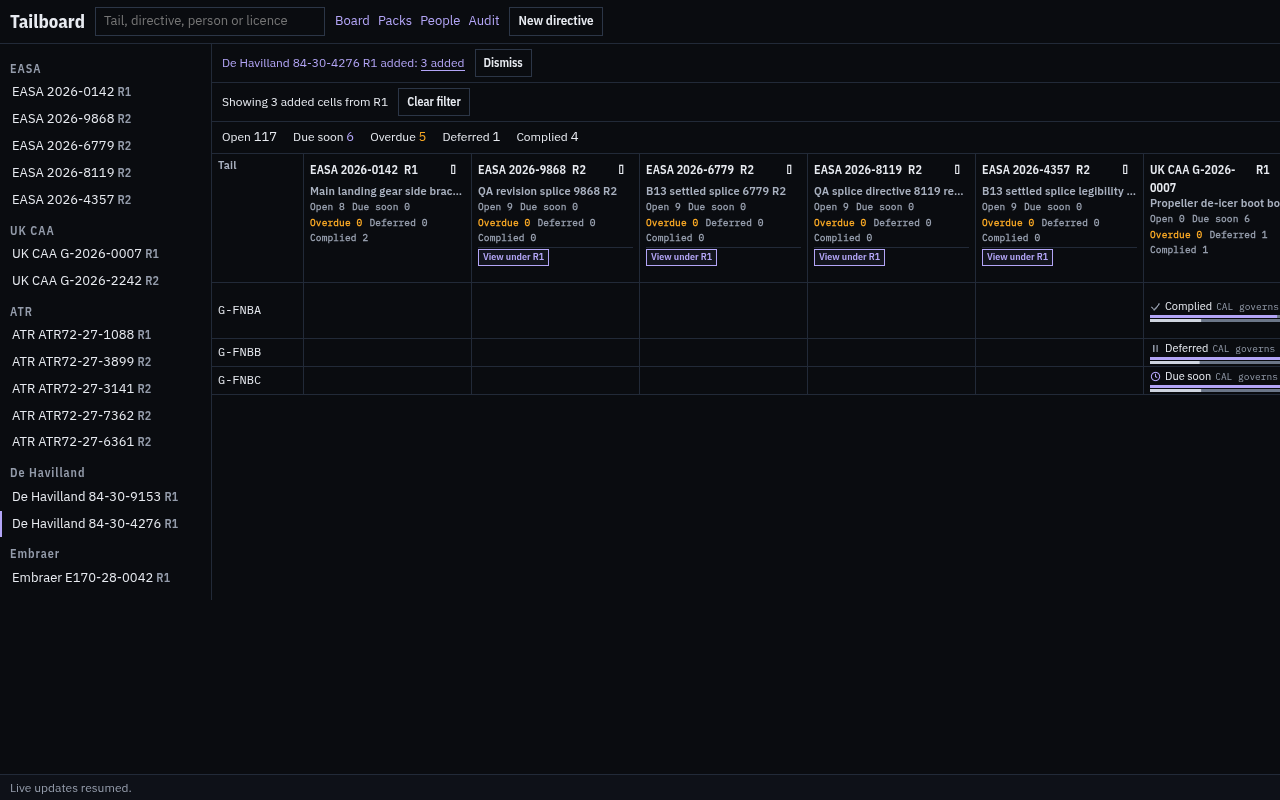 Tailboard
Tail, directive, person or licence
Board Packs People Audit
New directive
EASA
EASA 2026-0142 R1
EASA 2026-9868 R2
EASA 2026-6779 R2
EASA 2026-8119 R2
EASA 2026-4357 R2
UK CAA
UK CAA G-2026-0007 R1
UK CAA G-2026-2242 R2
ATR
ATR ATR72-27-1088 R1
ATR ATR72-27-3899 R2
ATR ATR72-27-3141 R2
ATR ATR72-27-7362 R2
ATR ATR72-27-6361 R2
De Havilland
De Havilland 84-30-9153 R1
De Havilland 84-30-4276 R1
Embraer
Embraer E170-28-0042 R1
De Havilland 84-30-4276 R1 added: 3 added
Dismiss
Showing 3 added cells from R1
Clear filter
Open 117 Due soon 6 Overdue 5 Deferred 1 Complied 4
Tail
EASA 2026-0142 R1
Main landing gear side brac...
Open 8 Due soon 0
Overdue 0 Deferred 0
Complied 2
EASA 2026-9868 R2
QA revision splice 9868 R2
Open 9 Due soon 0
Overdue 0 Deferred 0
Complied 0
View under R1
EASA 2026-6779 R2
B13 settled splice 6779 R2
Open 9 Due soon 0
Overdue 0 Deferred 0
Complied 0
View under R1
EASA 2026-8119 R2
QA splice directive 8119 re...
Open 9 Due soon 0
Overdue 0 Deferred 0
Complied 0
View under R1
EASA 2026-4357 R2
B13 settled splice legibility ...
Open 9 Due soon 0
Overdue 0 Deferred 0
Complied 0
View under R1
UK CAA G-2026- R1
0007
Propeller de-icer boot bo
Open 0 Due soon 6
Overdue 0 Deferred 1
Complied 1
G-FNBA
Complied CAL governs
G-FNBB
Deferred CAL governs
G-FNBC
Due soon CAL governs
Live updates resumed.